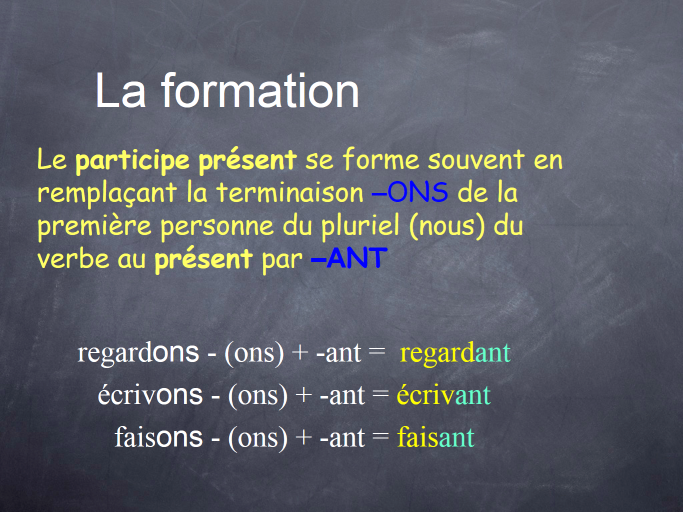 La formation
Le participe présent se forme souvent en
remplaçant la terminaison –ONS de la
première personne du pluriel (nous) du
verbe au présent par –ANT
regardons - (ons) + -ant = regardant
écrivons - (ons) + -ant = écrivant
faisons - (ons) + -ant = faisant